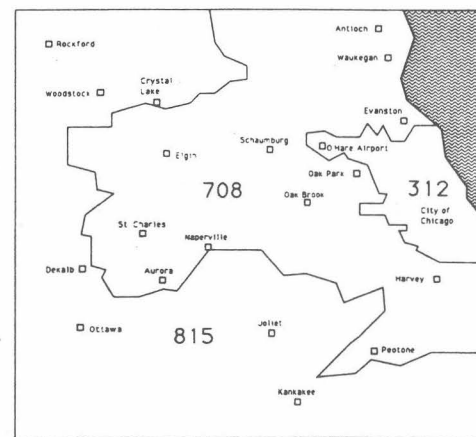 Antioch
Rockford
Waukegan
Crystal
Lake
Woodstock
Evanston
Schaumburg
O Hare Airport
Elgin
Oak Park
708
312
Oak Brook
City of
Chicago
St Charles
Naperville
Dekalb
Aurora
Harvey
Ottawa
815
Joliet
Peotone
Kankakee